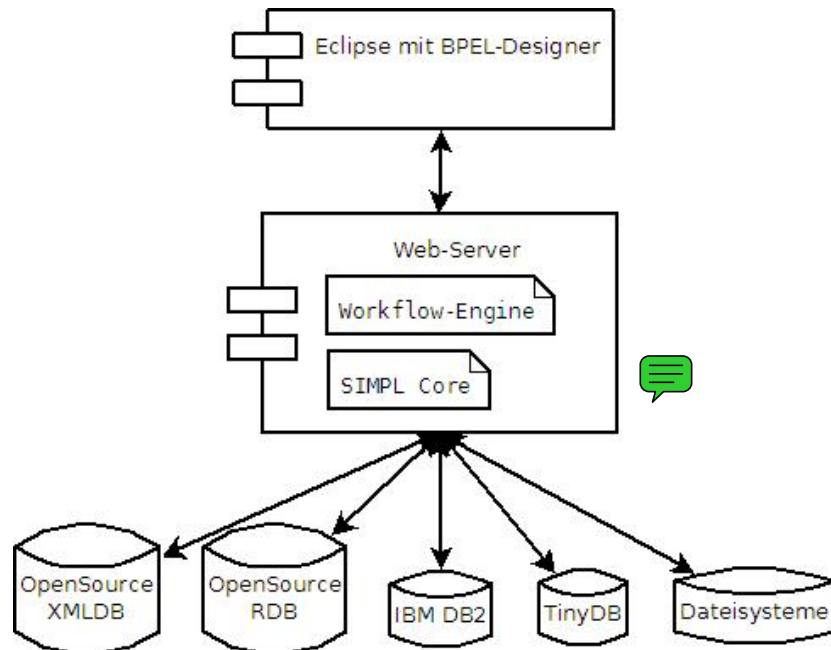 Eclipse mit BPEL-Designer
Web-Server
Workflow-Engine
SIMPL Core
OpenSource
XMLDB
OpenSource
RDB
IBM DB2
TinyDB
Dateisysteme